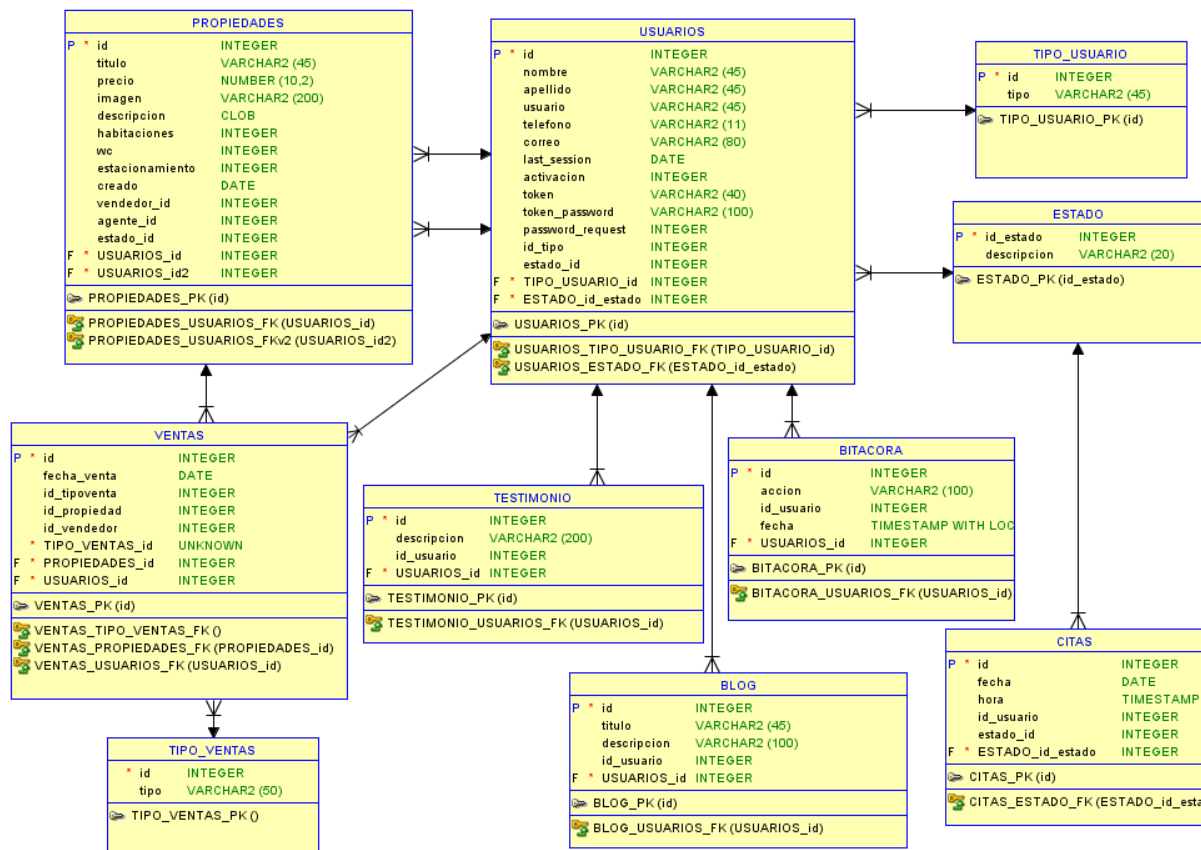 PROPIEDADES
P * id INTEGER
titulo VARCHAR2 (45)
precio NUMBER (10,2)
imagen VARCHAR2 (200)
descripcion CLOB
habitaciones INTEGER
wc INTEGER
estacionamiento INTEGER
creado DATE
vendedor_id INTEGER
agente_id INTEGER
estado_id INTEGER
F * USUARIOS_id INTEGER
F * USUARIOS_id2 INTEGER
PROPIEDADES_PK (id)
PROPIEDADES_USUARIOS_FK (USUARIOS_id)
PROPIEDADES_USUARIOS_FKv2 (USUARIOS_id2)
USUARIOS
P * id INTEGER
nombre VARCHAR2 (45)
apellido VARCHAR2 (45)
usuario VARCHAR2 (45)
telefono VARCHAR2 (11)
correo VARCHAR2 (80)
last_session DATE
activacion INTEGER
token VARCHAR2 (40)
token_password VARCHAR2 (100)
password_request INTEGER
id_tipo INTEGER
estado_id INTEGER
F * TIPO_USUARIO_id INTEGER
F * ESTADO_id_estado INTEGER
USUARIOS_PK (id)
USUARIOS_TIPO_USUARIO_FK (TIPO_USUARIO_id)
USUARIOS_ESTADO_FK (ESTADO_id_estado)
TIPO_USUARIO
P * id INTEGER
tipo VARCHAR2 (45)
TIPO_USUARIO_PK (id)
ESTADO
P * id_estado INTEGER
descripcion VARCHAR2 (20)
ESTADO_PK (id_estado)
VENTAS
P * id INTEGER
fecha_venta DATE
id_tipoventa INTEGER
id_propiedad INTEGER
id_vendedor INTEGER
* TIPO_VENTAS_id UNKNOWN
F * PROPIEDADES_id INTEGER
F * USUARIOS_id INTEGER
VENTAS_PK (id)
VENTAS_TIPO_VENTAS_FK ()
VENTAS_PROPIEDADES_FK (PROPIEDADES_id)
VENTAS_USUARIOS_FK (USUARIOS_id)
TESTIMONIO
P * id INTEGER
descripcion VARCHAR2 (200)
id_usuario INTEGER
F * USUARIOS_id INTEGER
TESTIMONIO_PK (id)
TESTIMONIO_USUARIOS_FK (USUARIOS_id)
BITACORA
P * id INTEGER
accion VARCHAR2 (100)
id_usuario INTEGER
fecha TIMESTAMP WITH LOC
F * USUARIOS_id INTEGER
BITACORA_PK (id)
BITACORA_USUARIOS_FK (USUARIOS_id)
TIPO_VENTAS
* id INTEGER
tipo VARCHAR2 (50)
TIPO_VENTAS_PK ()
BLOG
P * id INTEGER
titulo VARCHAR2 (45)
descripcion VARCHAR2 (100)
id_usuario INTEGER
F * USUARIOS_id INTEGER
BLOG_PK (id)
BLOG_USUARIOS_FK (USUARIOS_id)
CITAS
P * id INTEGER
fecha DATE
hora TIMESTAMP
id_usuario INTEGER
estado_id INTEGER
F * ESTADO_id_estado INTEGER
CITAS_PK (id)
CITAS_ESTADO_FK (ESTADO_id_esta